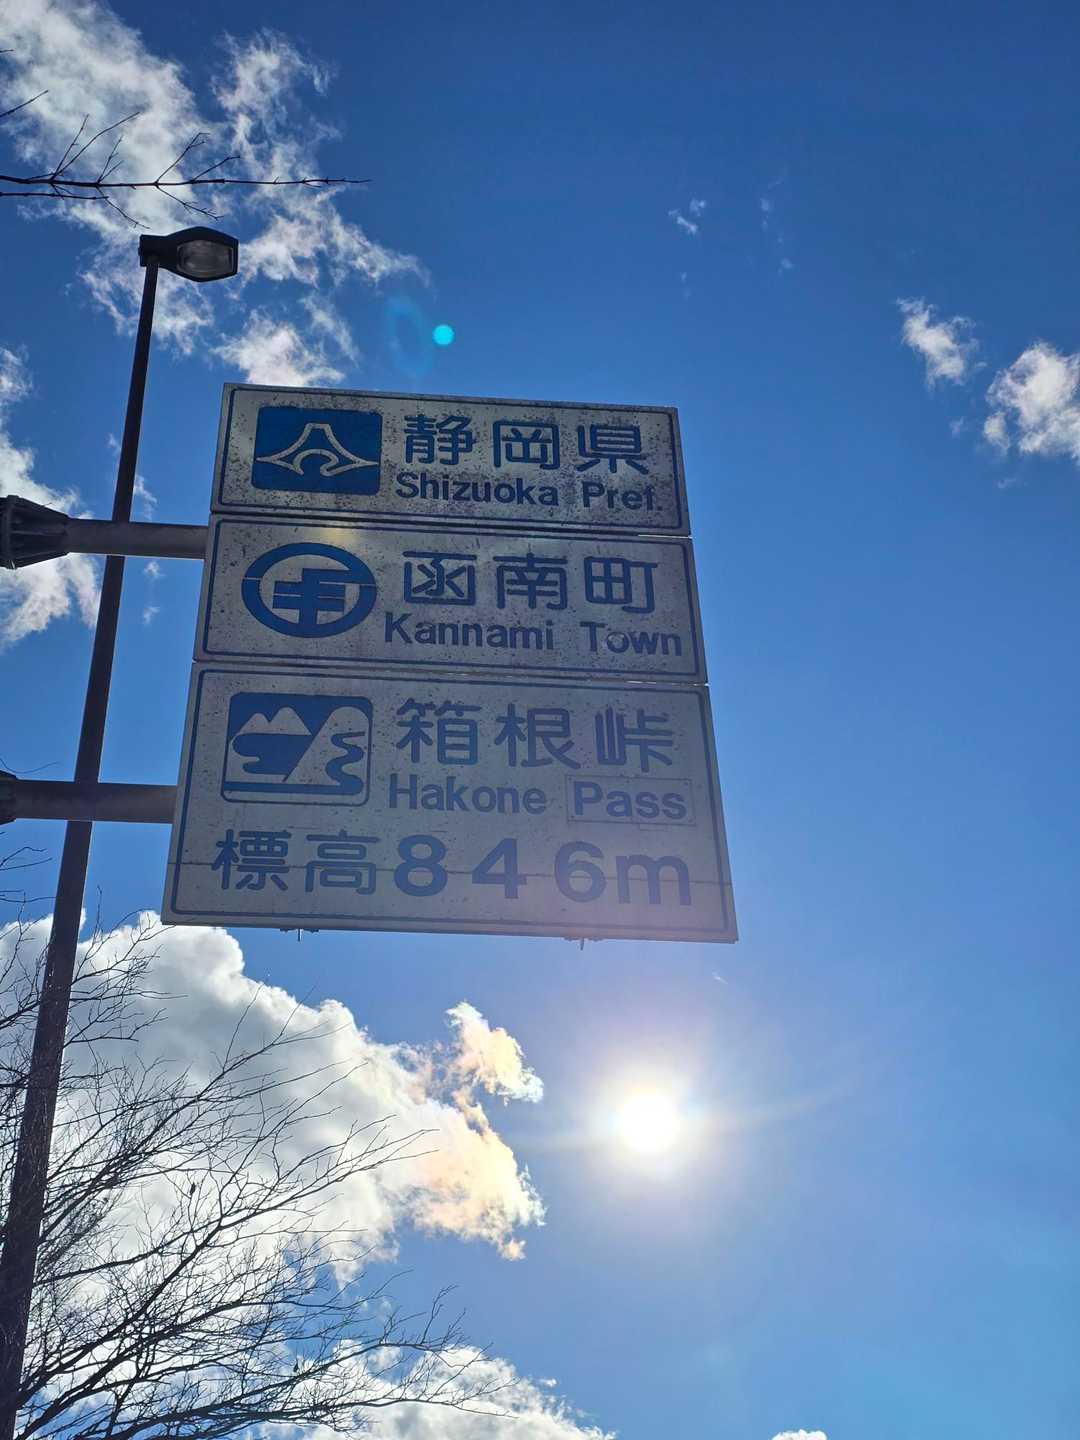 静岡県
Shizuoka Pref.
函南町
Kannami Town
箱根峠
Hakone Pass
標高846m